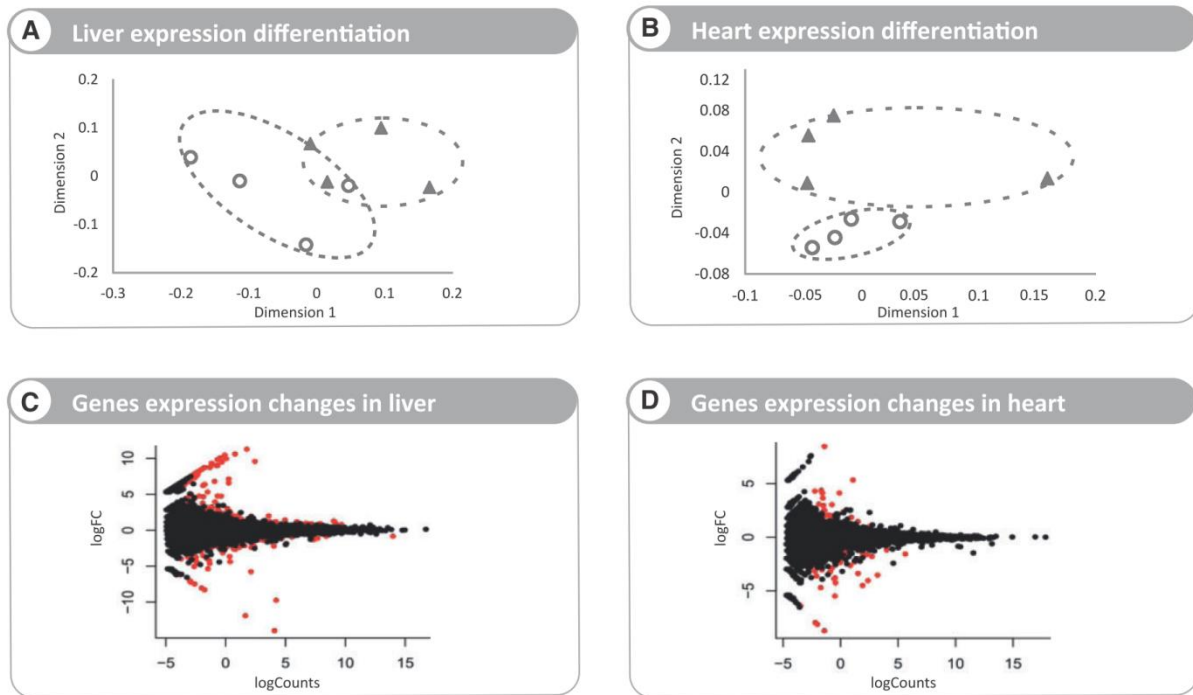 A Liver expression differentiation
Dimension 2
0.2
0.1
0
-0.1
-0.2
-0.3 -0.2 -0.1 0 0.1 0.2
Dimension 1
B Heart expression differentiation
Dimension 2
0.12
0.08
0.04
0
-0.04
-0.08
-0.1 -0.05 0 0.05 0.1 0.15 0.2
Dimension 1
C Genes expression changes in liver
logFC
10
5
0
−5
−10
−5 0 5 10 15
logCounts
D Genes expression changes in heart
logFC
5
0
−5
−5 0 5 10 15
logCounts